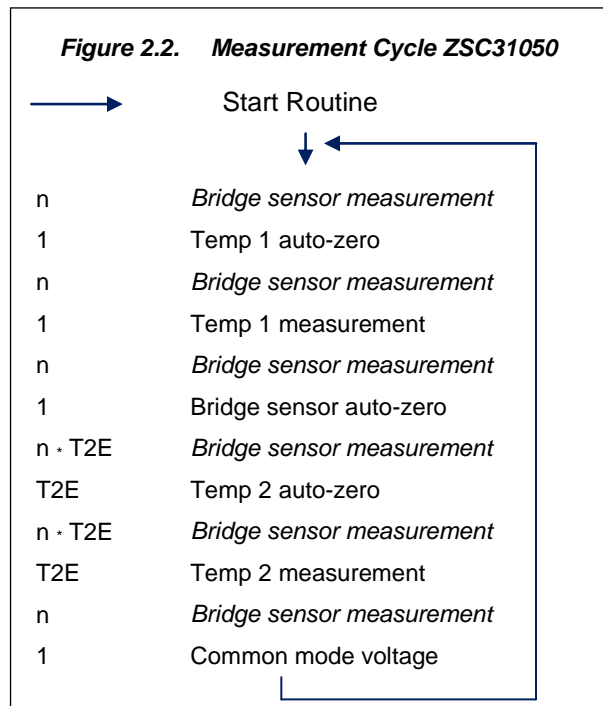 Figure 2.2. Measurement Cycle ZSC31050
Start Routine
n Bridge sensor measurement
1 Temp 1 auto-zero
n Bridge sensor measurement
1 Temp 1 measurement
n Bridge sensor measurement
1 Bridge sensor auto-zero
n * T2E Bridge sensor measurement
T2E Temp 2 auto-zero
n * T2E Bridge sensor measurement
T2E Temp 2 measurement
n Bridge sensor measurement
1 Common mode voltage